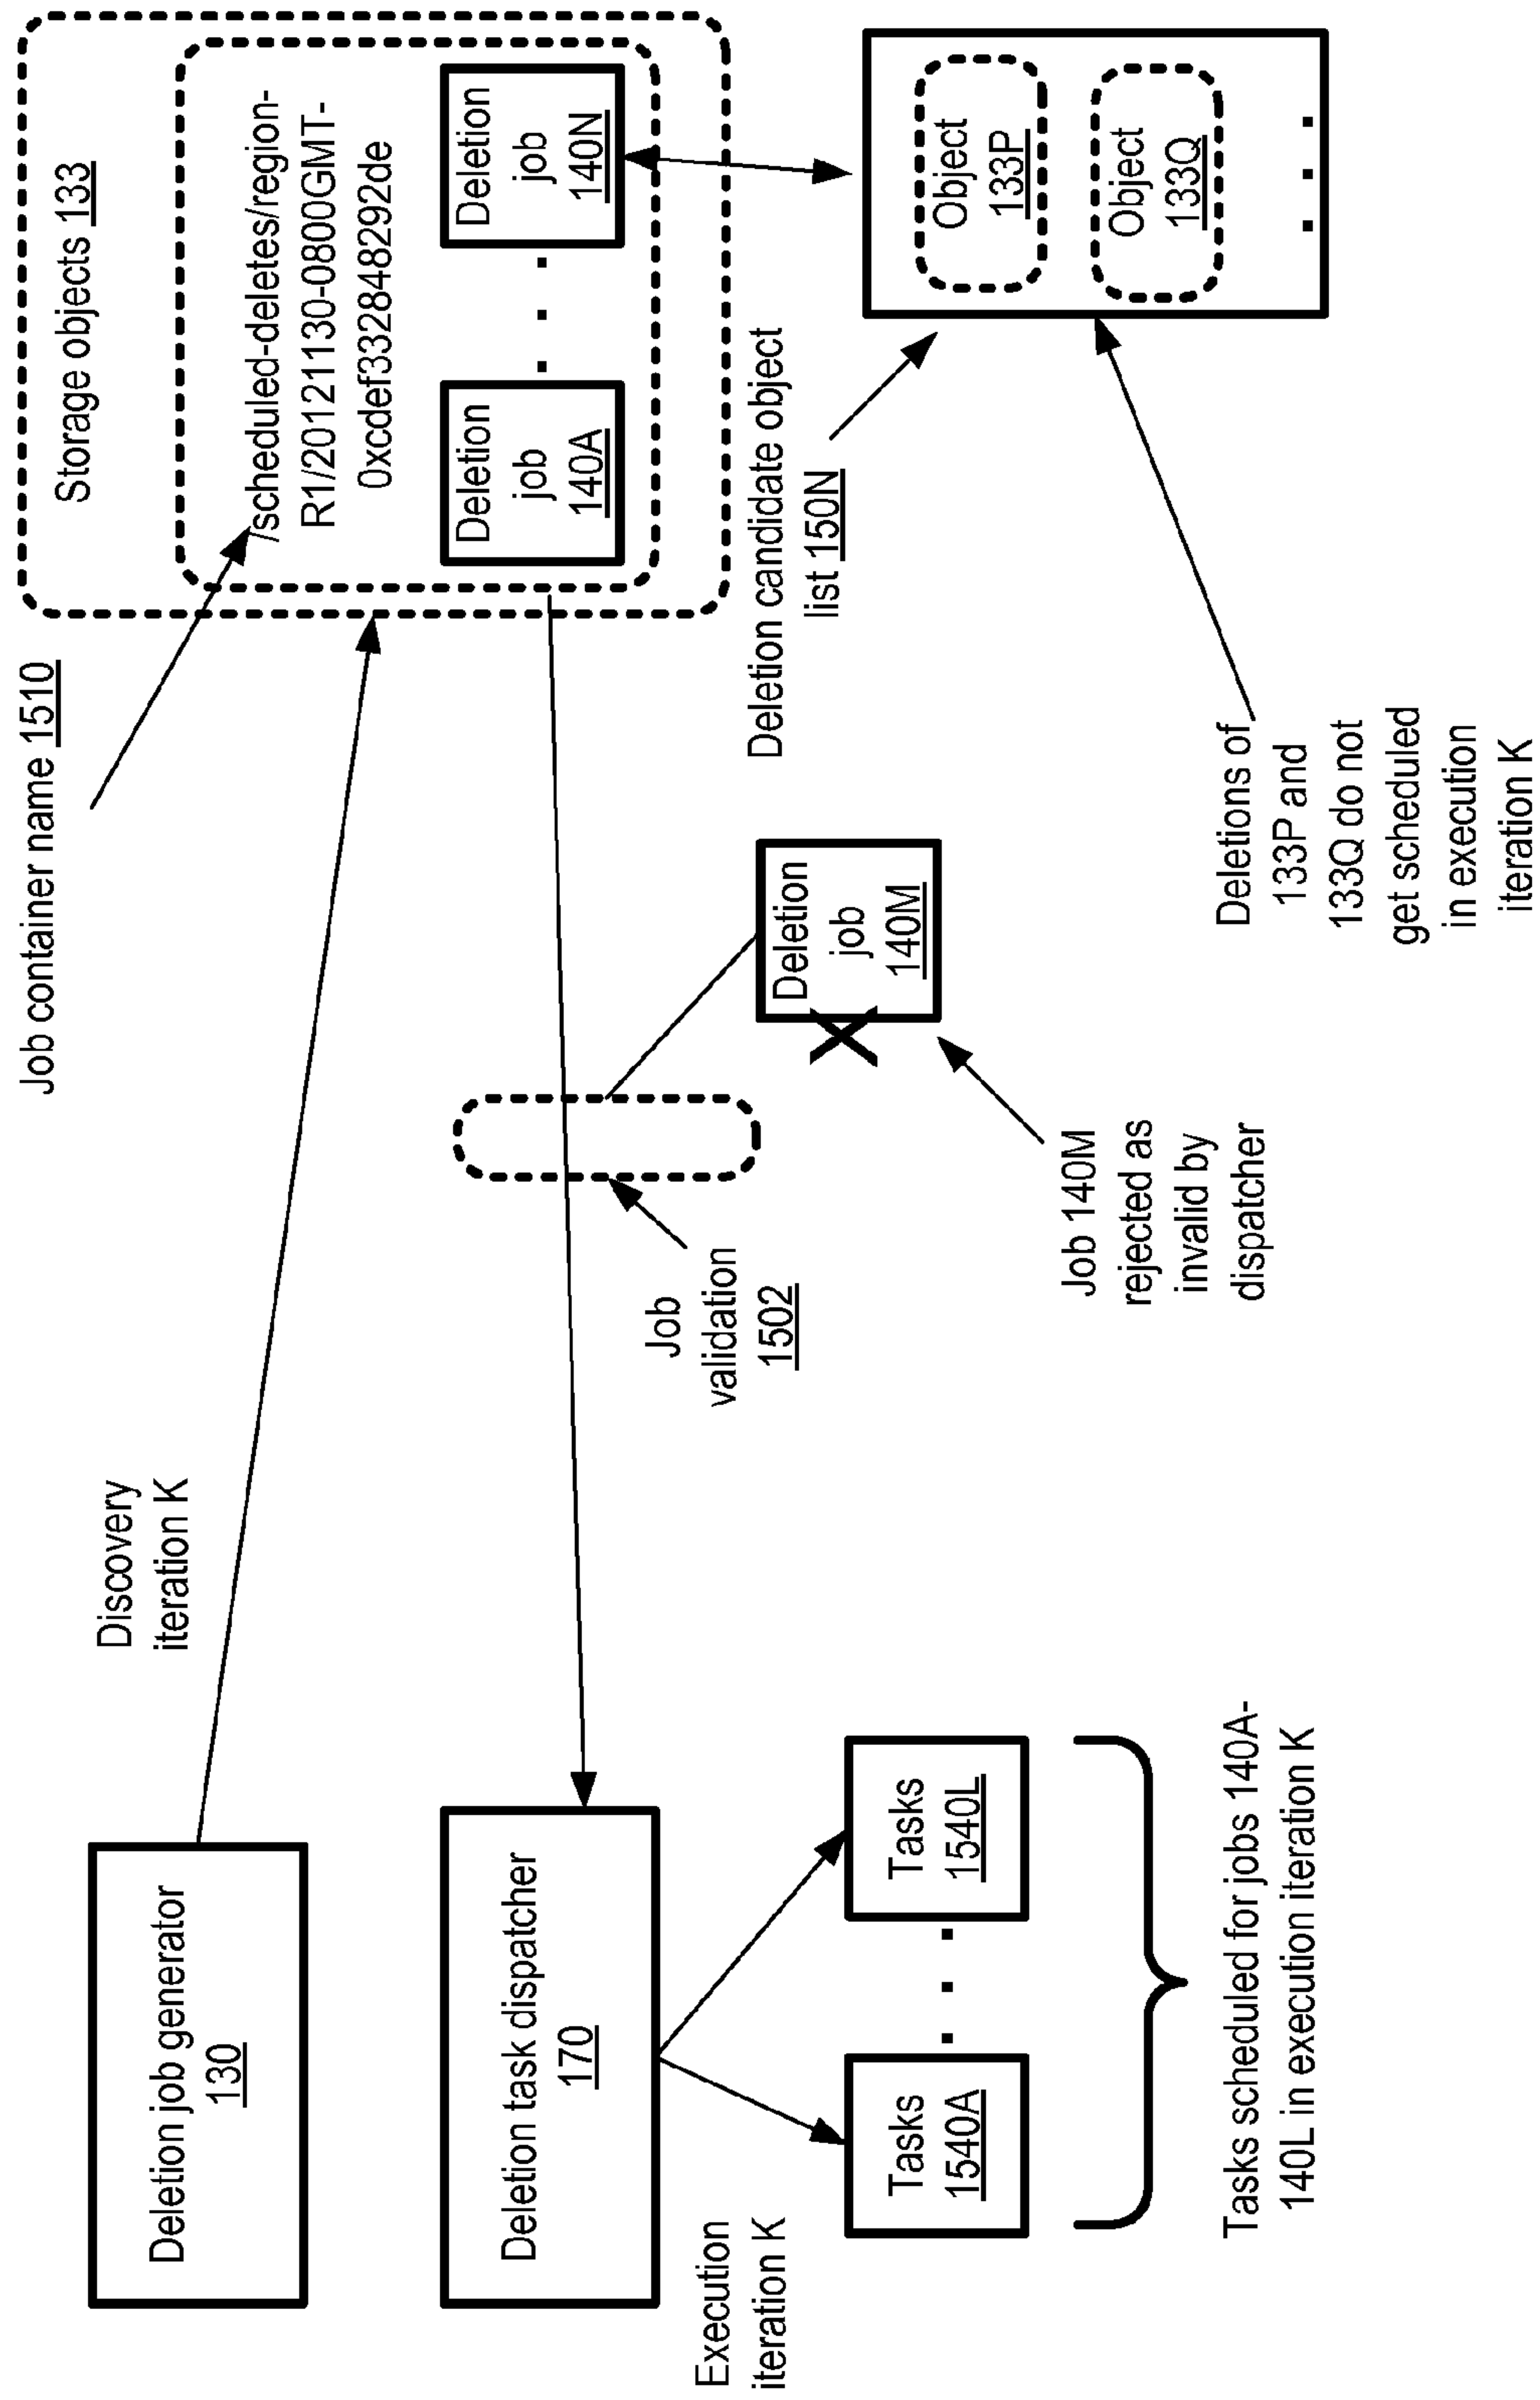 Deletion job generator
130
Discovery
iteration K
Job container name 1510
Storage objects 133
/scheduled-deletes/region-
R1/20121130-0800GMT-
0xcdef332848292de
Deletion
job
140A
Deletion
job
140N
Deletion task dispatcher
170
Job
validation
1502
Deletion
job
140M
X
Job 140M
rejected as
invalid by
dispatcher
Deletion candidate object
list 150N
Object
133P
Object
133Q
Deletions of
133P and
133Q do not
get scheduled
in execution
iteration K
Execution
iteration K
Tasks
1540A
Tasks
1540L
Tasks scheduled for jobs 140A-
140L in execution iteration K